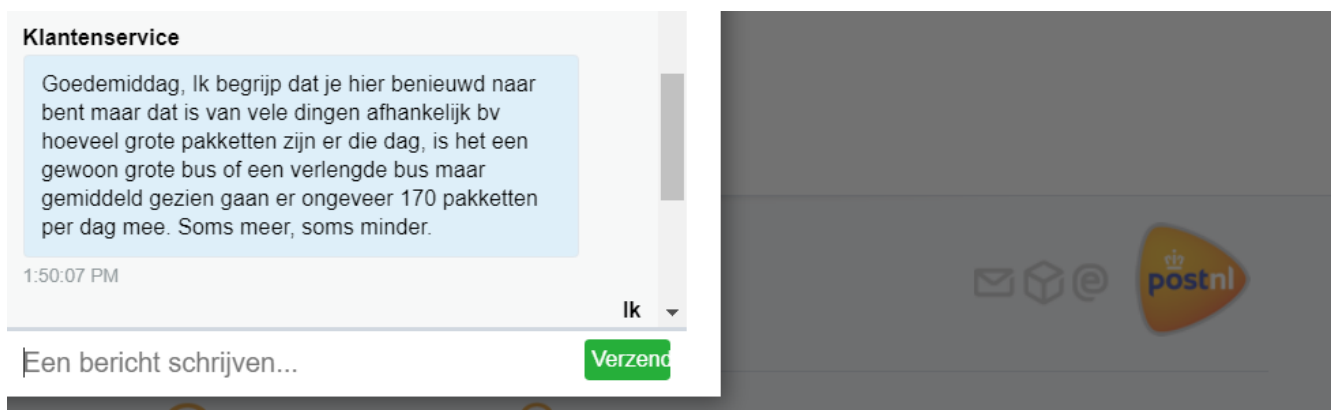 Klantenservice
Goedemiddag, Ik begrijp dat je hier benieuwd naar
bent maar dat is van vele dingen afhankelijk bv
hoeveel grote pakketten zijn er die dag, is het een
gewoon grote bus of een verlengde bus maar
gemiddeld gezien gaan er ongeveer 170 pakketten
per dag mee. Soms meer, soms minder.
1:50:07 PM
Ik
Een bericht schrijven...
Verzend
postnl